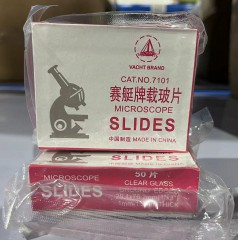 YACHT BRAND
CAT.NO.7101
赛艇牌载玻片
MICROSCOPE
SLIDES
中国制造 MADE IN CHINA
MICROSCOPE
SLIDES
50 片
CLEAR GLASS